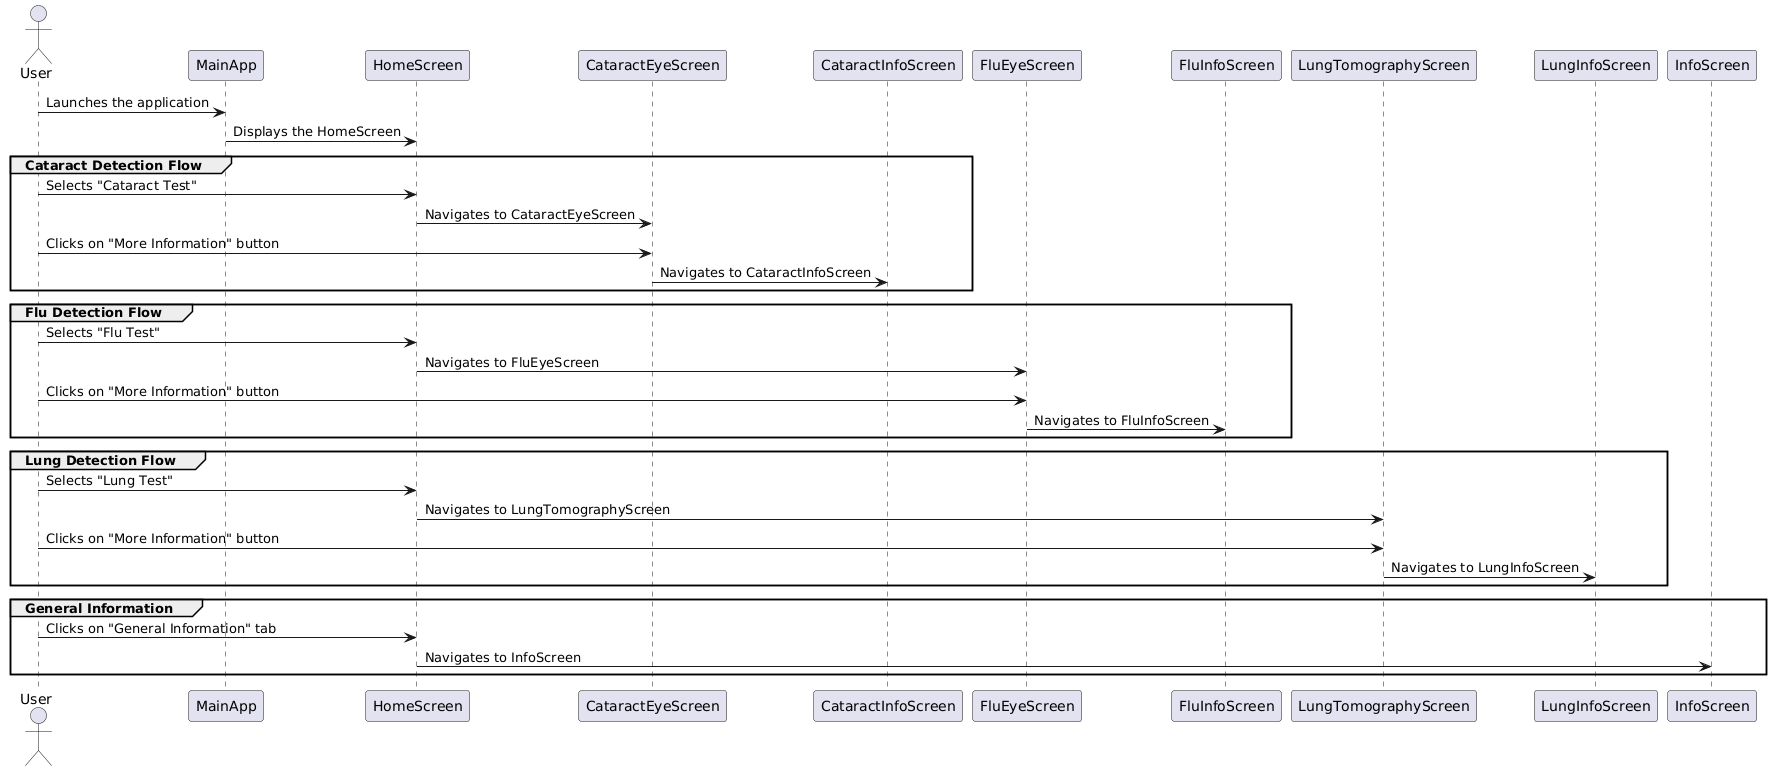 User
MainApp
HomeScreen
CataractEyeScreen
CataractInfoScreen
FluEyeScreen
FluInfoScreen
LungTomographyScreen
LungInfoScreen
InfoScreen
Launches the application
Displays the HomeScreen
Cataract Detection Flow
Selects "Cataract Test"
Navigates to CataractEyeScreen
Clicks on "More Information" button
Navigates to CataractInfoScreen
Flu Detection Flow
Selects "Flu Test"
Navigates to FluEyeScreen
Clicks on "More Information" button
Navigates to FluInfoScreen
Lung Detection Flow
Selects "Lung Test"
Navigates to LungTomographyScreen
Clicks on "More Information" button
Navigates to LungInfoScreen
General Information
Clicks on "General Information" tab
Navigates to InfoScreen
User
MainApp
HomeScreen
CataractEyeScreen
CataractInfoScreen
FluEyeScreen
FluInfoScreen
LungTomographyScreen
LungInfoScreen
InfoScreen